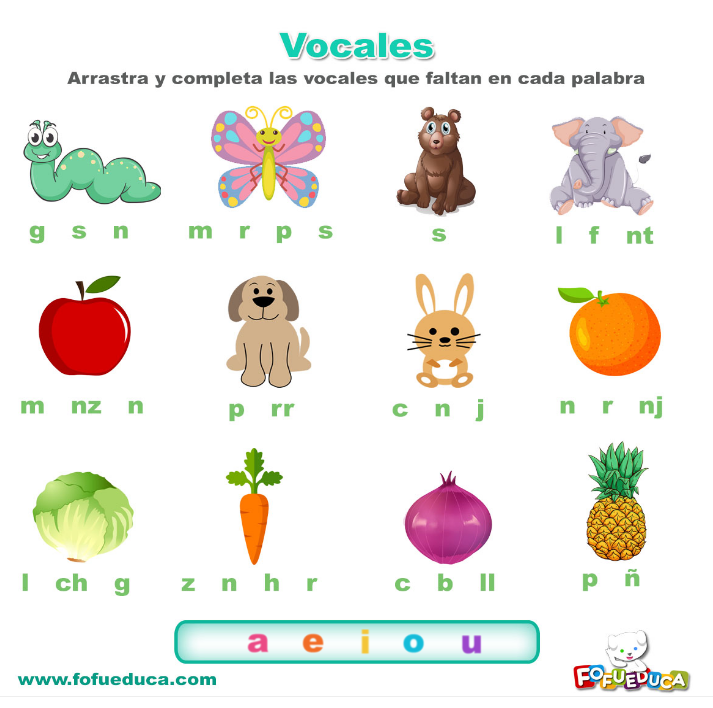 Vocales
Arrastra y completa las vocales que faltan en cada palabra
g s n
m r p s
s
l f nt
m nz n
p rr
c n j
n r nj
l ch g
z n h r
c b ll
p ñ
a e i o u
www.fofueduca.com
FOFUEDUCA